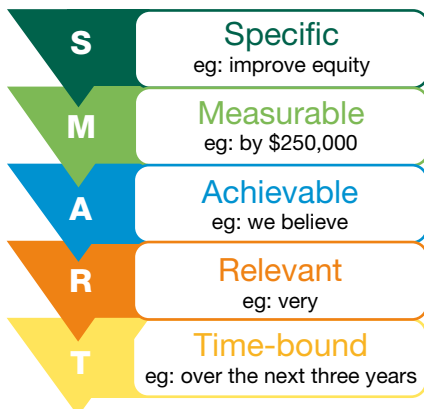 S
Specific
eg: improve equity
M
Measurable
eg: by $250,000
A
Achievable
eg: we believe
R
Relevant
eg: very
T
Time-bound
eg: over the next three years